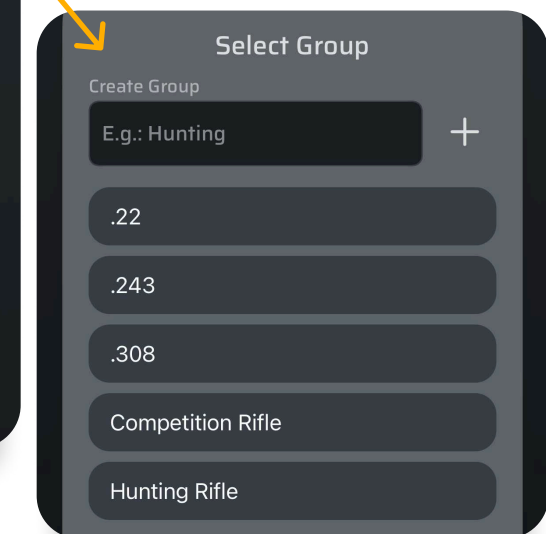 Select Group
Create Group
E.g.: Hunting
.22
.243
.308
Competition Rifle
Hunting Rifle